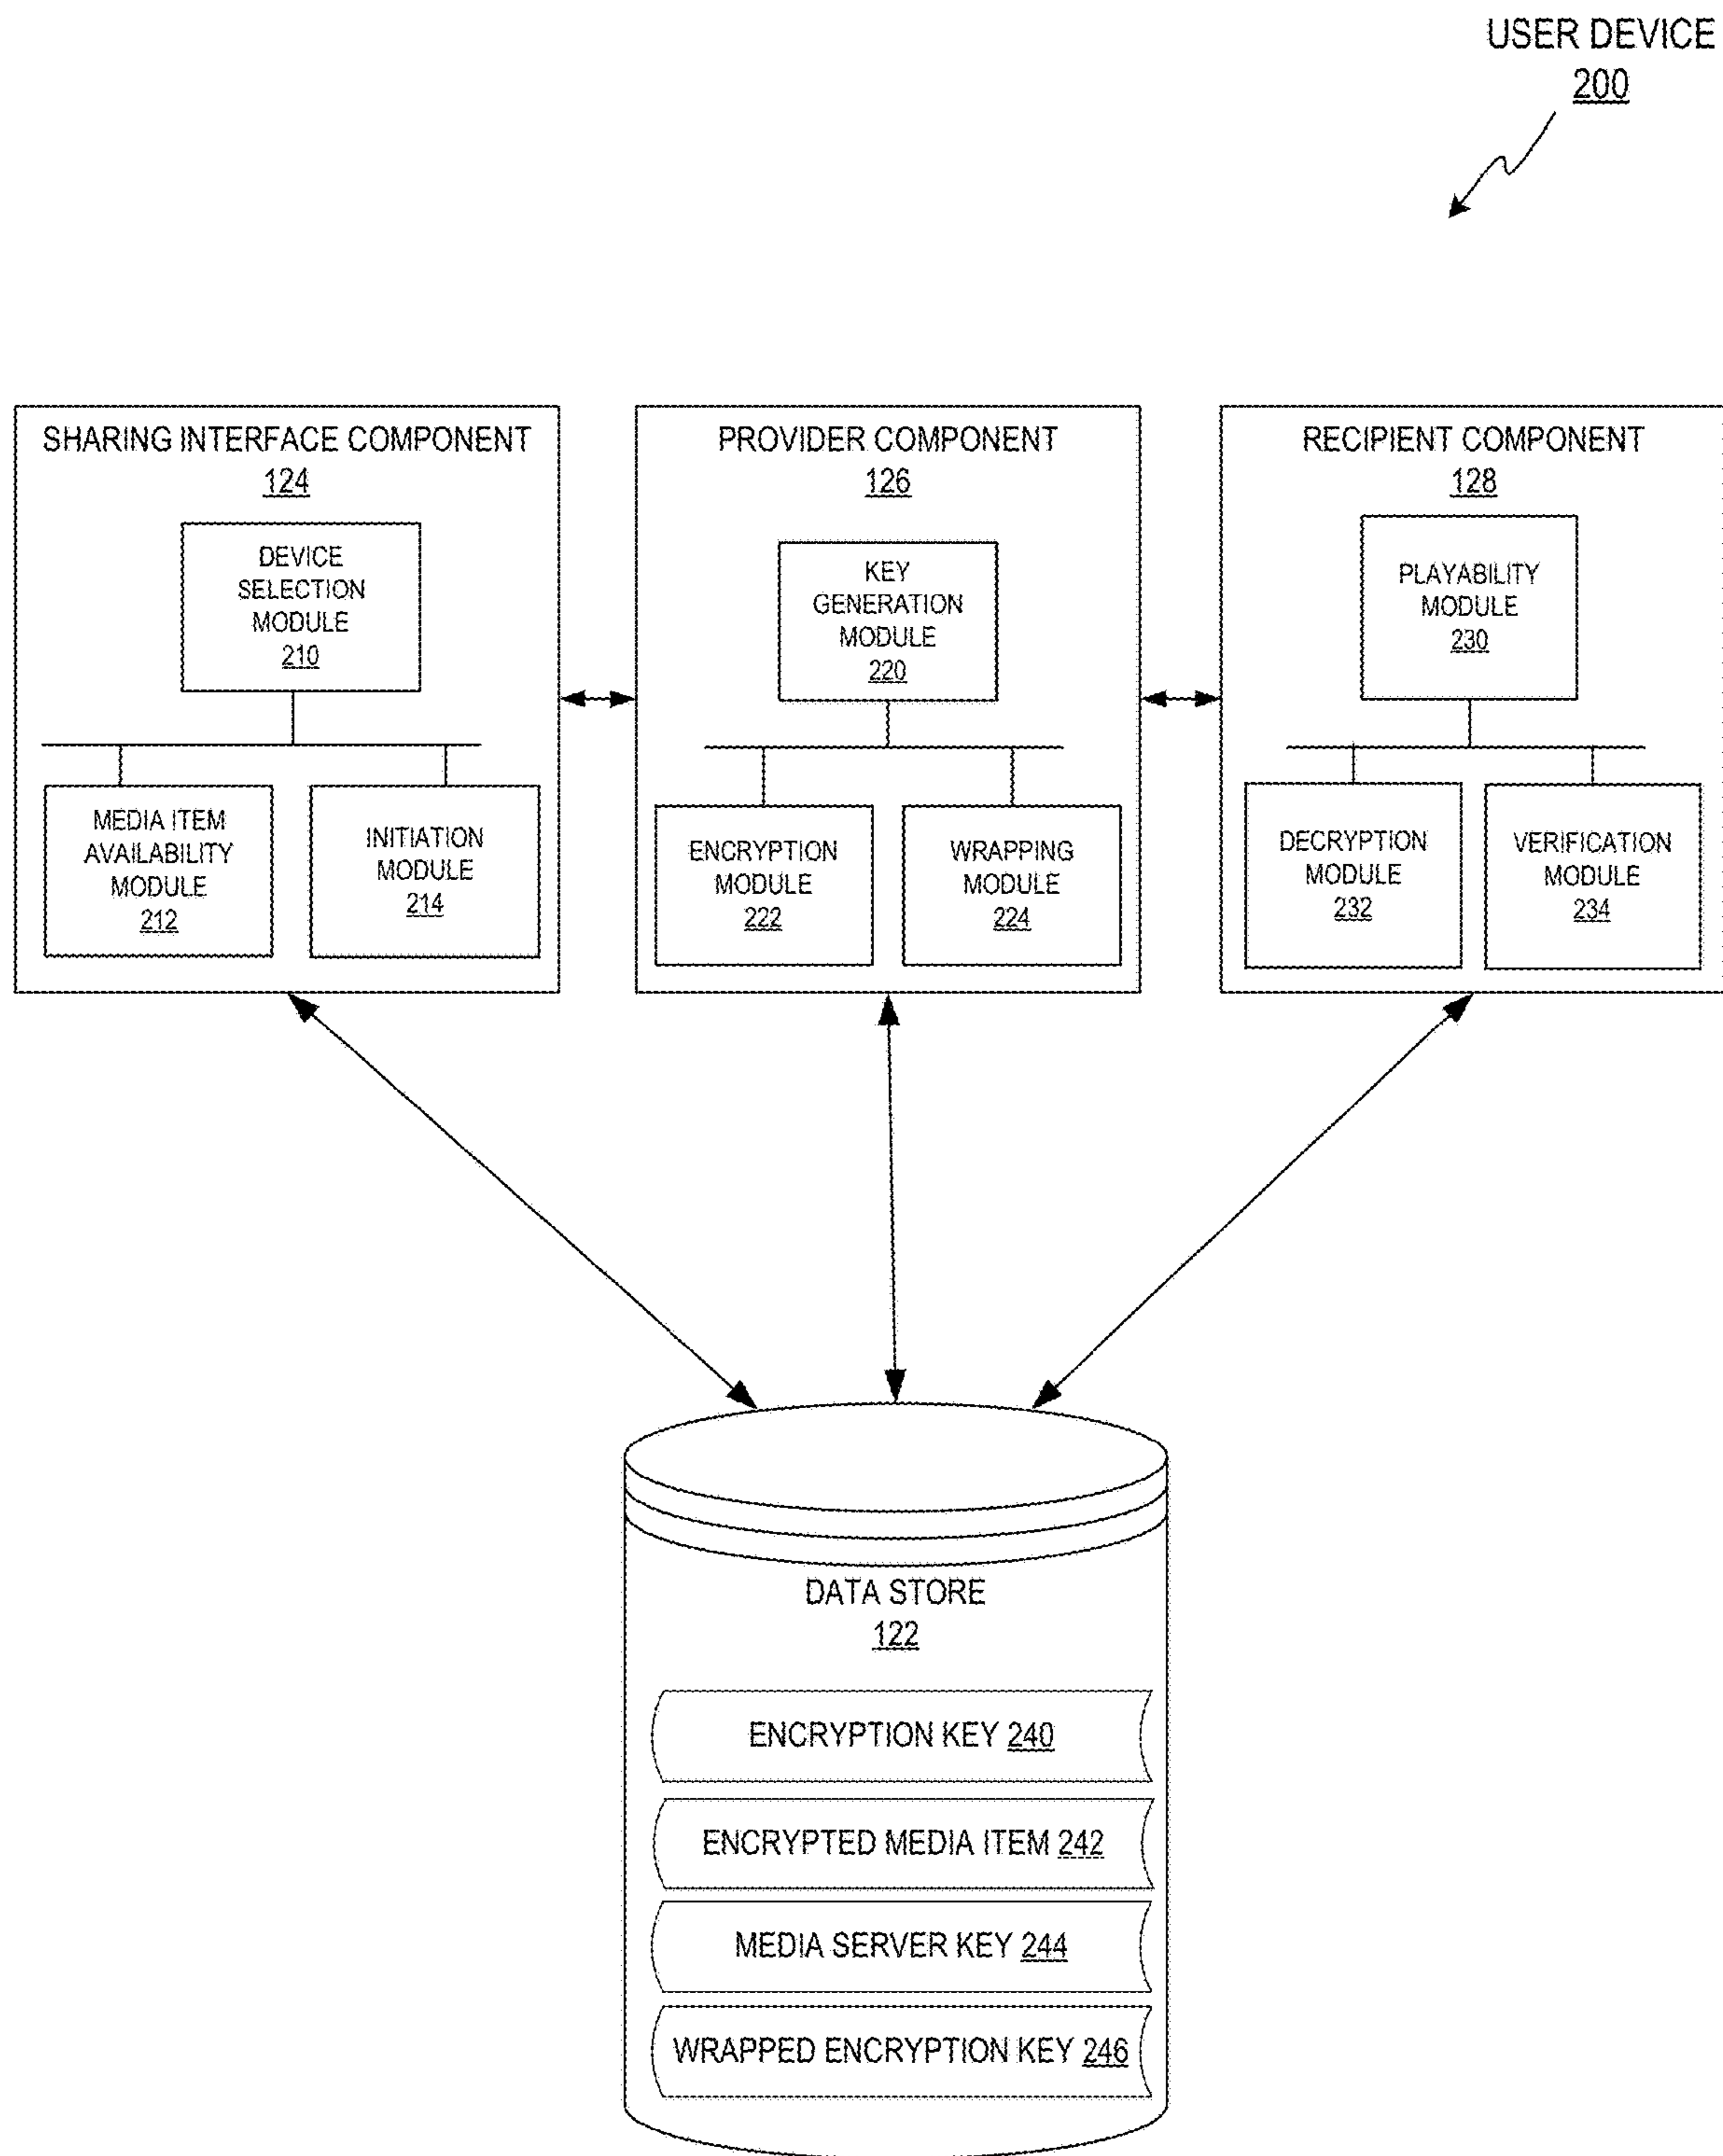 USER DEVICE
200
SHARING INTERFACE COMPONENT
124
DEVICE
SELECTION
MODULE
210
MEDIA ITEM
AVAILABILITY
MODULE
212
INITIATION
MODULE
214
PROVIDER COMPONENT
126
KEY
GENERATION
MODULE
220
ENCRYPTION
MODULE
222
WRAPPING
MODULE
224
RECIPIENT COMPONENT
128
PLAYABILITY
MODULE
230
DECRYPTION
MODULE
232
VERIFICATION
MODULE
234
DATA STORE
122
ENCRYPTION KEY 240
ENCRYPTED MEDIA ITEM 242
MEDIA SERVER KEY 244
WRAPPED ENCRYPTION KEY 246